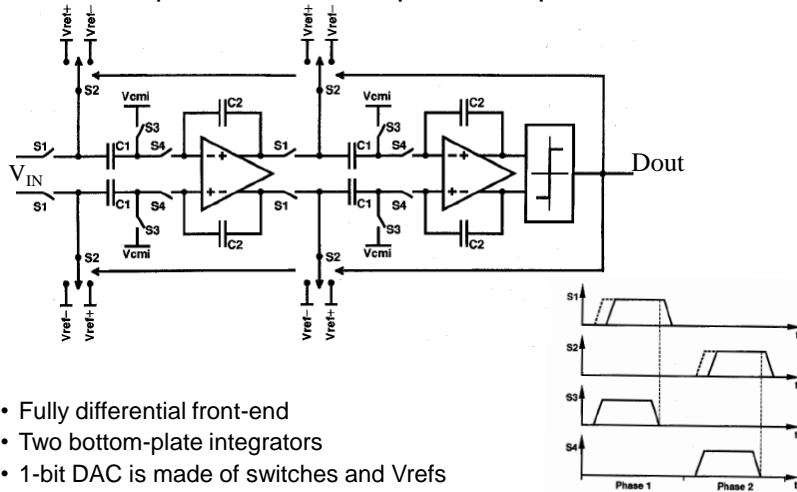 Vref+ Vref- Vref+ Vref-
S2 S2
Vcmi C2 Vcmi C2
S1 C1 S3 S4 S1 C1 S3 S4
- + - +
VIN Dout
+ - + -
S1 C1 S4 S1 C1 S4
S3 C2 S3 C2
S2 Vcmi S2 Vcmi
Vref- Vref+ Vref- Vref+
S1
t
S2
t
S3
t
S4
t
Phase 1 Phase 2
• Fully differential front-end
• Two bottom-plate integrators
• 1-bit DAC is made of switches and Vrefs